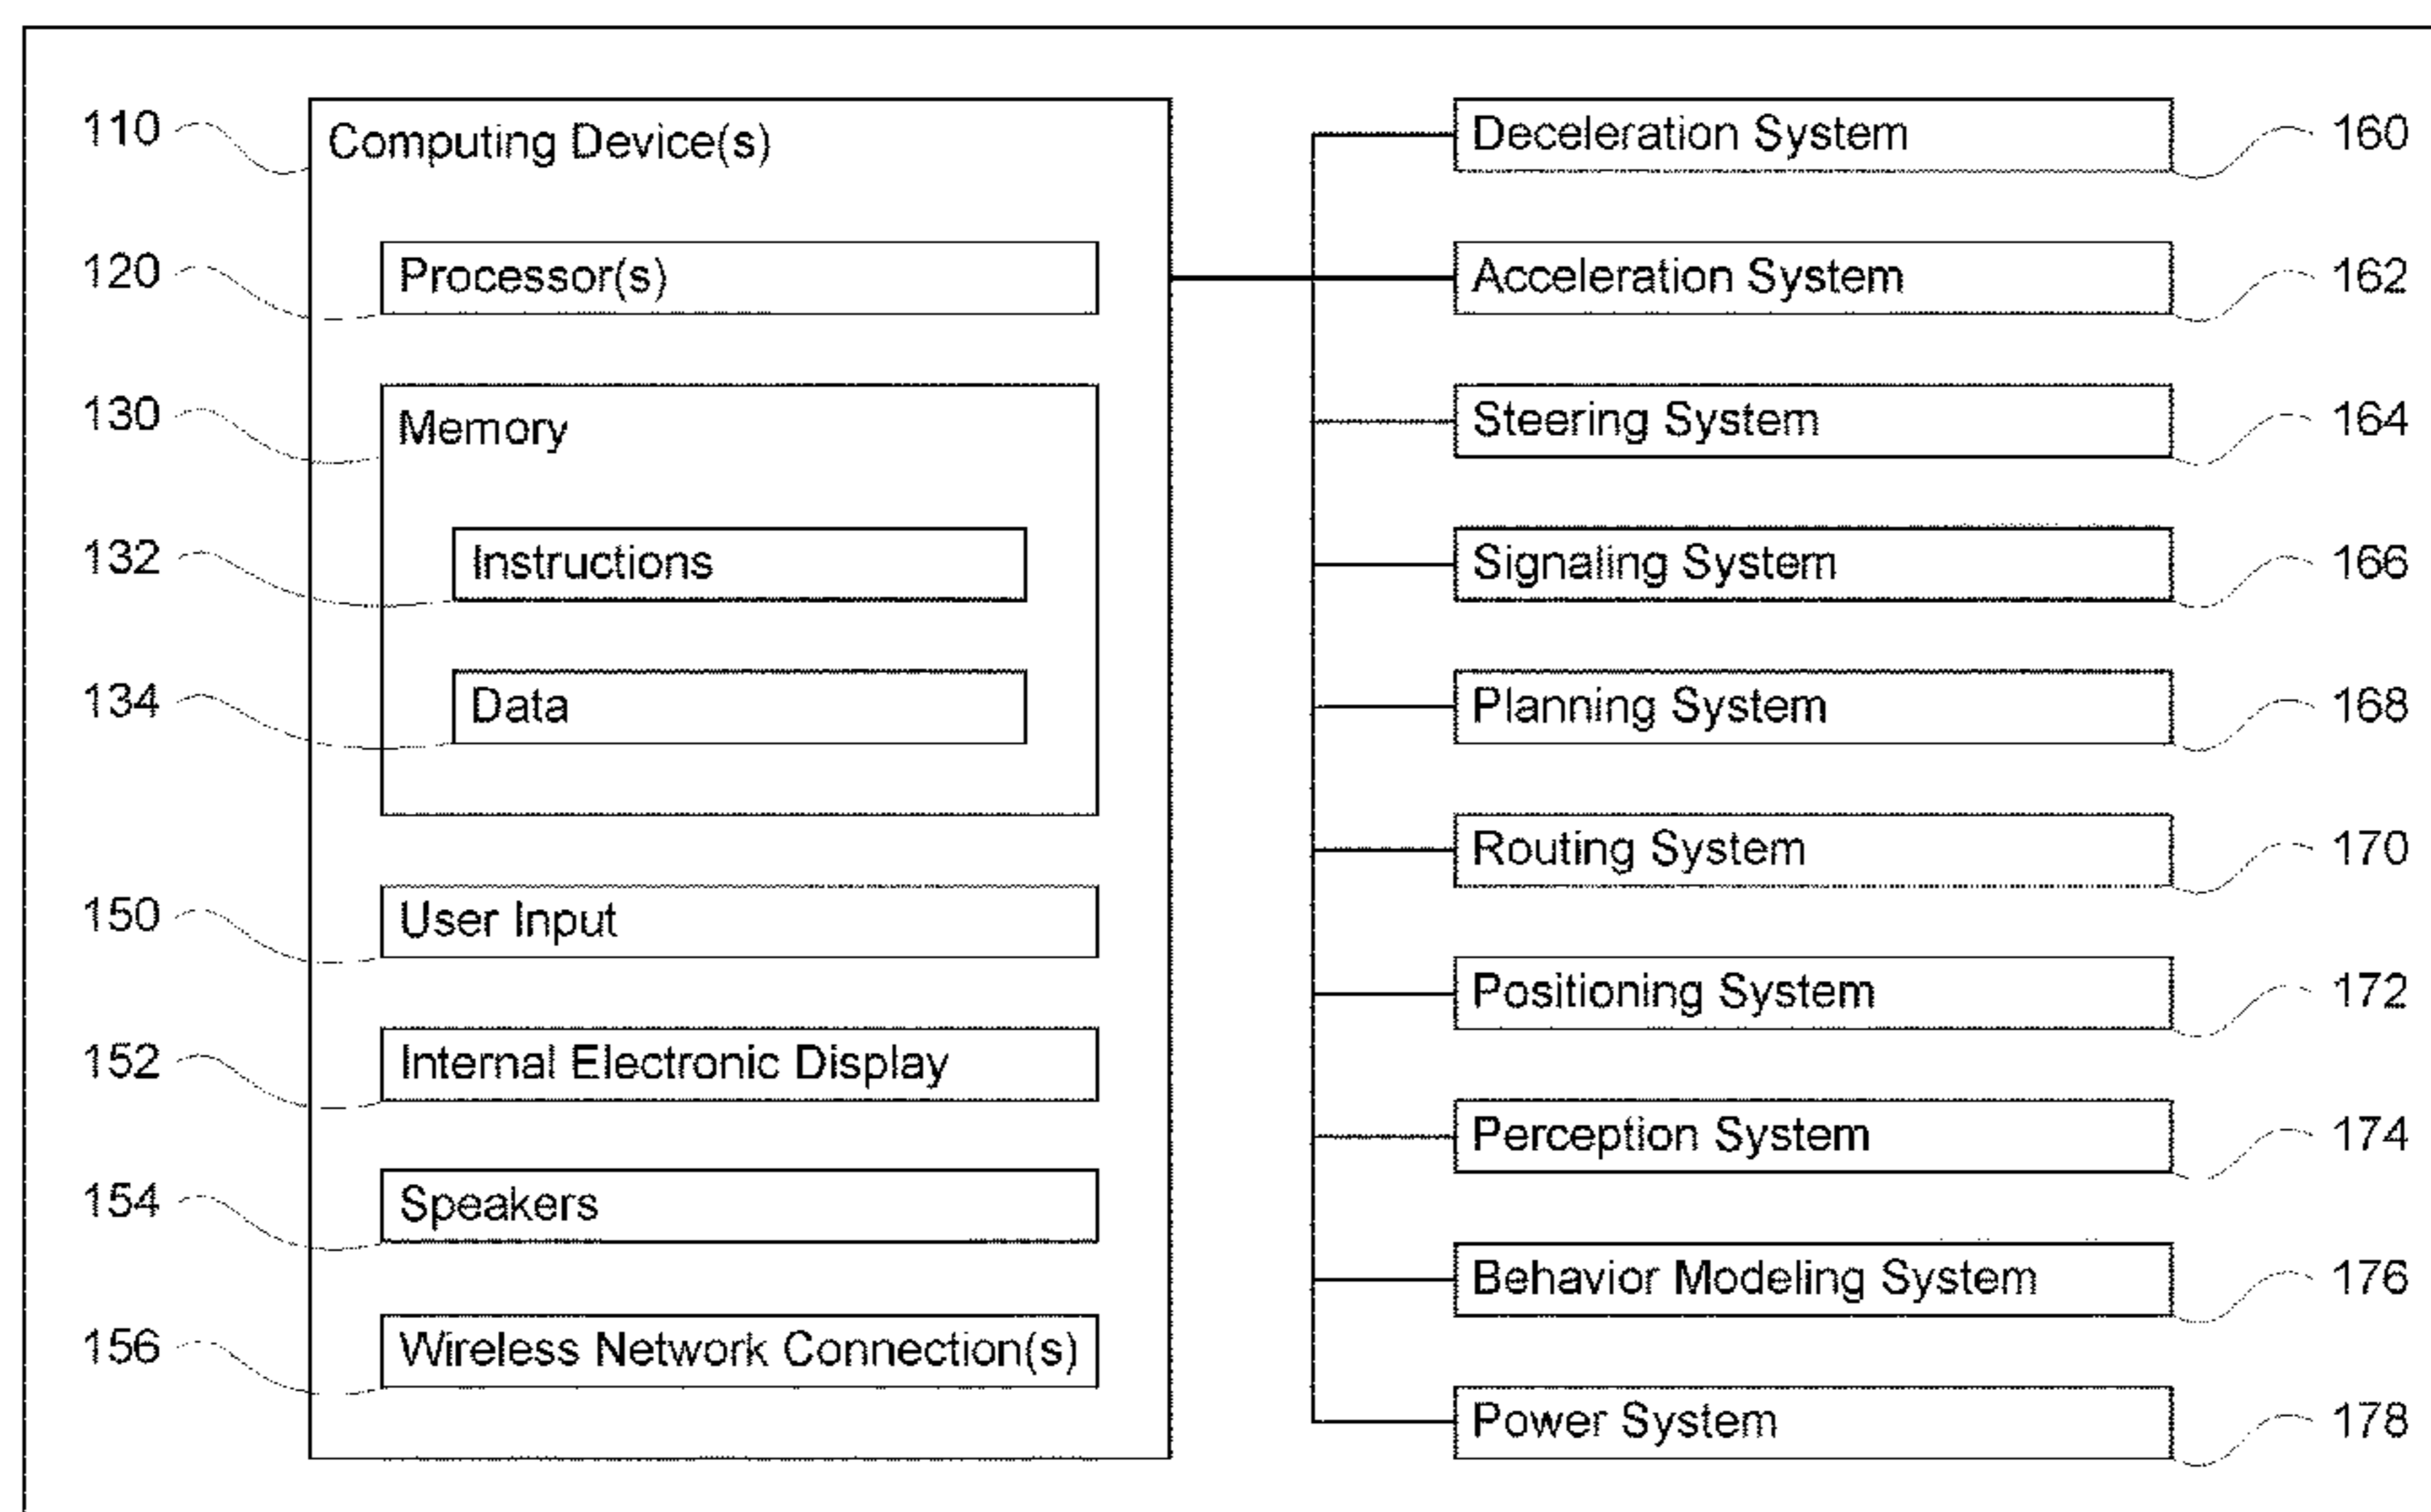 110 Computing Device(s)
120 Processor(s)
130 Memory
132 Instructions
134 Data
150 User Input
152 Internal Electronic Display
154 Speakers
156 Wireless Network Connection(s)
Deceleration System 160
Acceleration System 162
Steering System 164
Signaling System 166
Planning System 168
Routing System 170
Positioning System 172
Perception System 174
Behavior Modeling System 176
Power System 178